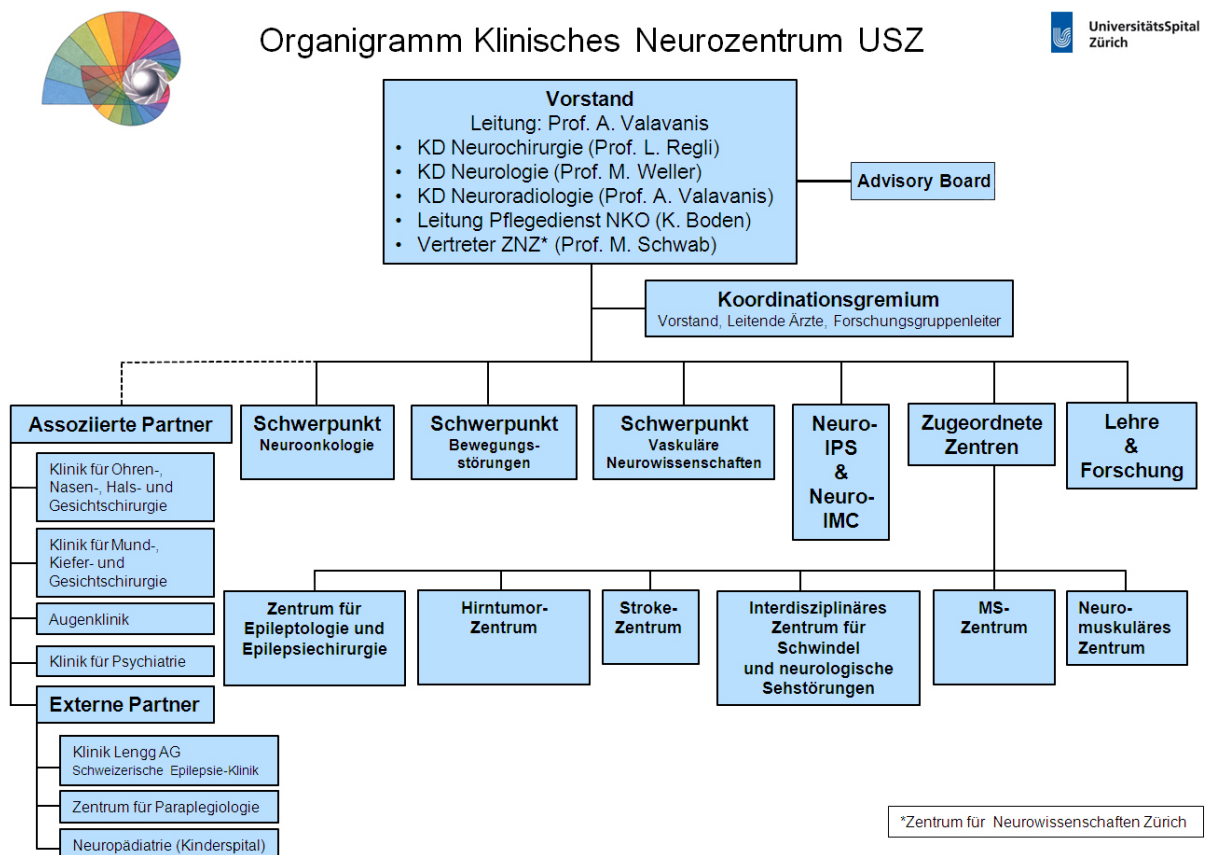 Organigramm Klinisches Neurozentrum USZ
UniversitätsSpital
Zürich
Vorstand
Leitung: Prof. A. Valavanis
• KD Neurochirurgie (Prof. L. Regli)
• KD Neurologie (Prof. M. Weller)
• KD Neuroradiologie (Prof. A. Valavanis)
• Leitung Pflegedienst NKO (K. Boden)
• Vertreter ZNZ* (Prof. M. Schwab)
Advisory Board
Koordinationsgremium
Vorstand, Leitende Ärzte, Forschungsgruppenleiter
Assoziierte Partner
Klinik für Ohren-,
Nasen-, Hals- und
Gesichtschirurgie
Klinik für Mund-,
Kiefer- und
Gesichtschirurgie
Augenklinik
Klinik für Psychiatrie
Externe Partner
Klinik Lengg AG
Schweizerische Epilepsie-Klinik
Zentrum für Paraplegiologie
Neuropädiatrie (Kinderspital)
Schwerpunkt
Neuroonkologie
Schwerpunkt
Bewegungs-
störungen
Schwerpunkt
Vaskuläre
Neurowissenschaften
Neuro-
IPS
&
Neuro-
IMC
Zugeordnete
Zentren
Lehre
&
Forschung
Zentrum für
Epileptologie und
Epilepsiechirurgie
Hirntumor-
Zentrum
Stroke-
Zentrum
Interdisziplinäres
Zentrum für
Schwindel
und neurologische
Sehstörungen
MS-
Zentrum
Neuro-
muskuläres
Zentrum
*Zentrum für Neurowissenschaften Zürich